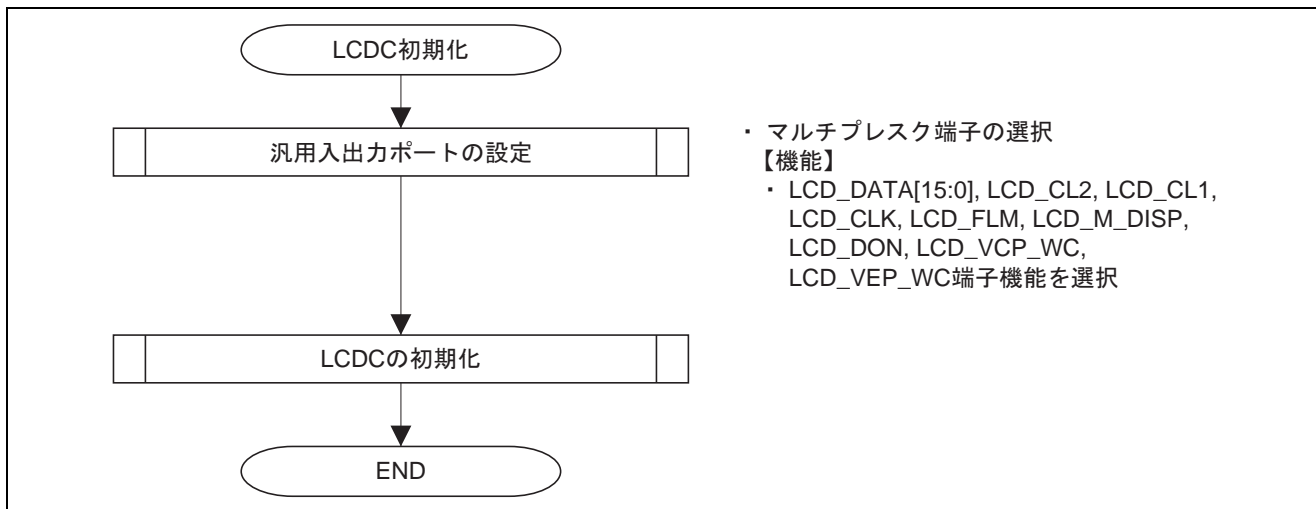 LCDC初期化
汎用入出力ポートの設定
・ マルチプレスク端子の選択
【機能】
・ LCD_DATA[15:0], LCD_CL2, LCD_CL1,
LCD_CLK, LCD_FLM, LCD_M_DISP,
LCD_DON, LCD_VCP_WC,
LCD_VEP_WC端子機能を選択
LCDCの初期化
END